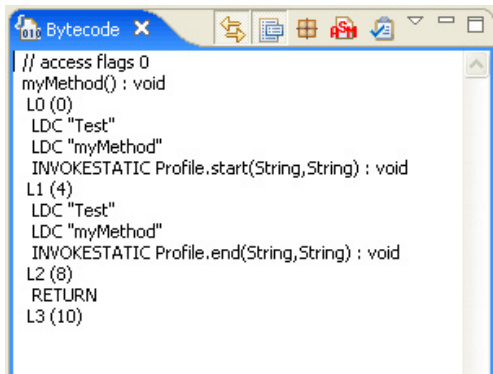 Bytecode
// access flags 0
myMethod() : void
L0 (0)
LDC "Test"
LDC "myMethod"
INVOKESTATIC Profile.start(String,String) : void
L1 (4)
LDC "Test"
LDC "myMethod"
INVOKESTATIC Profile.end(String,String) : void
L2 (8)
RETURN
L3 (10)